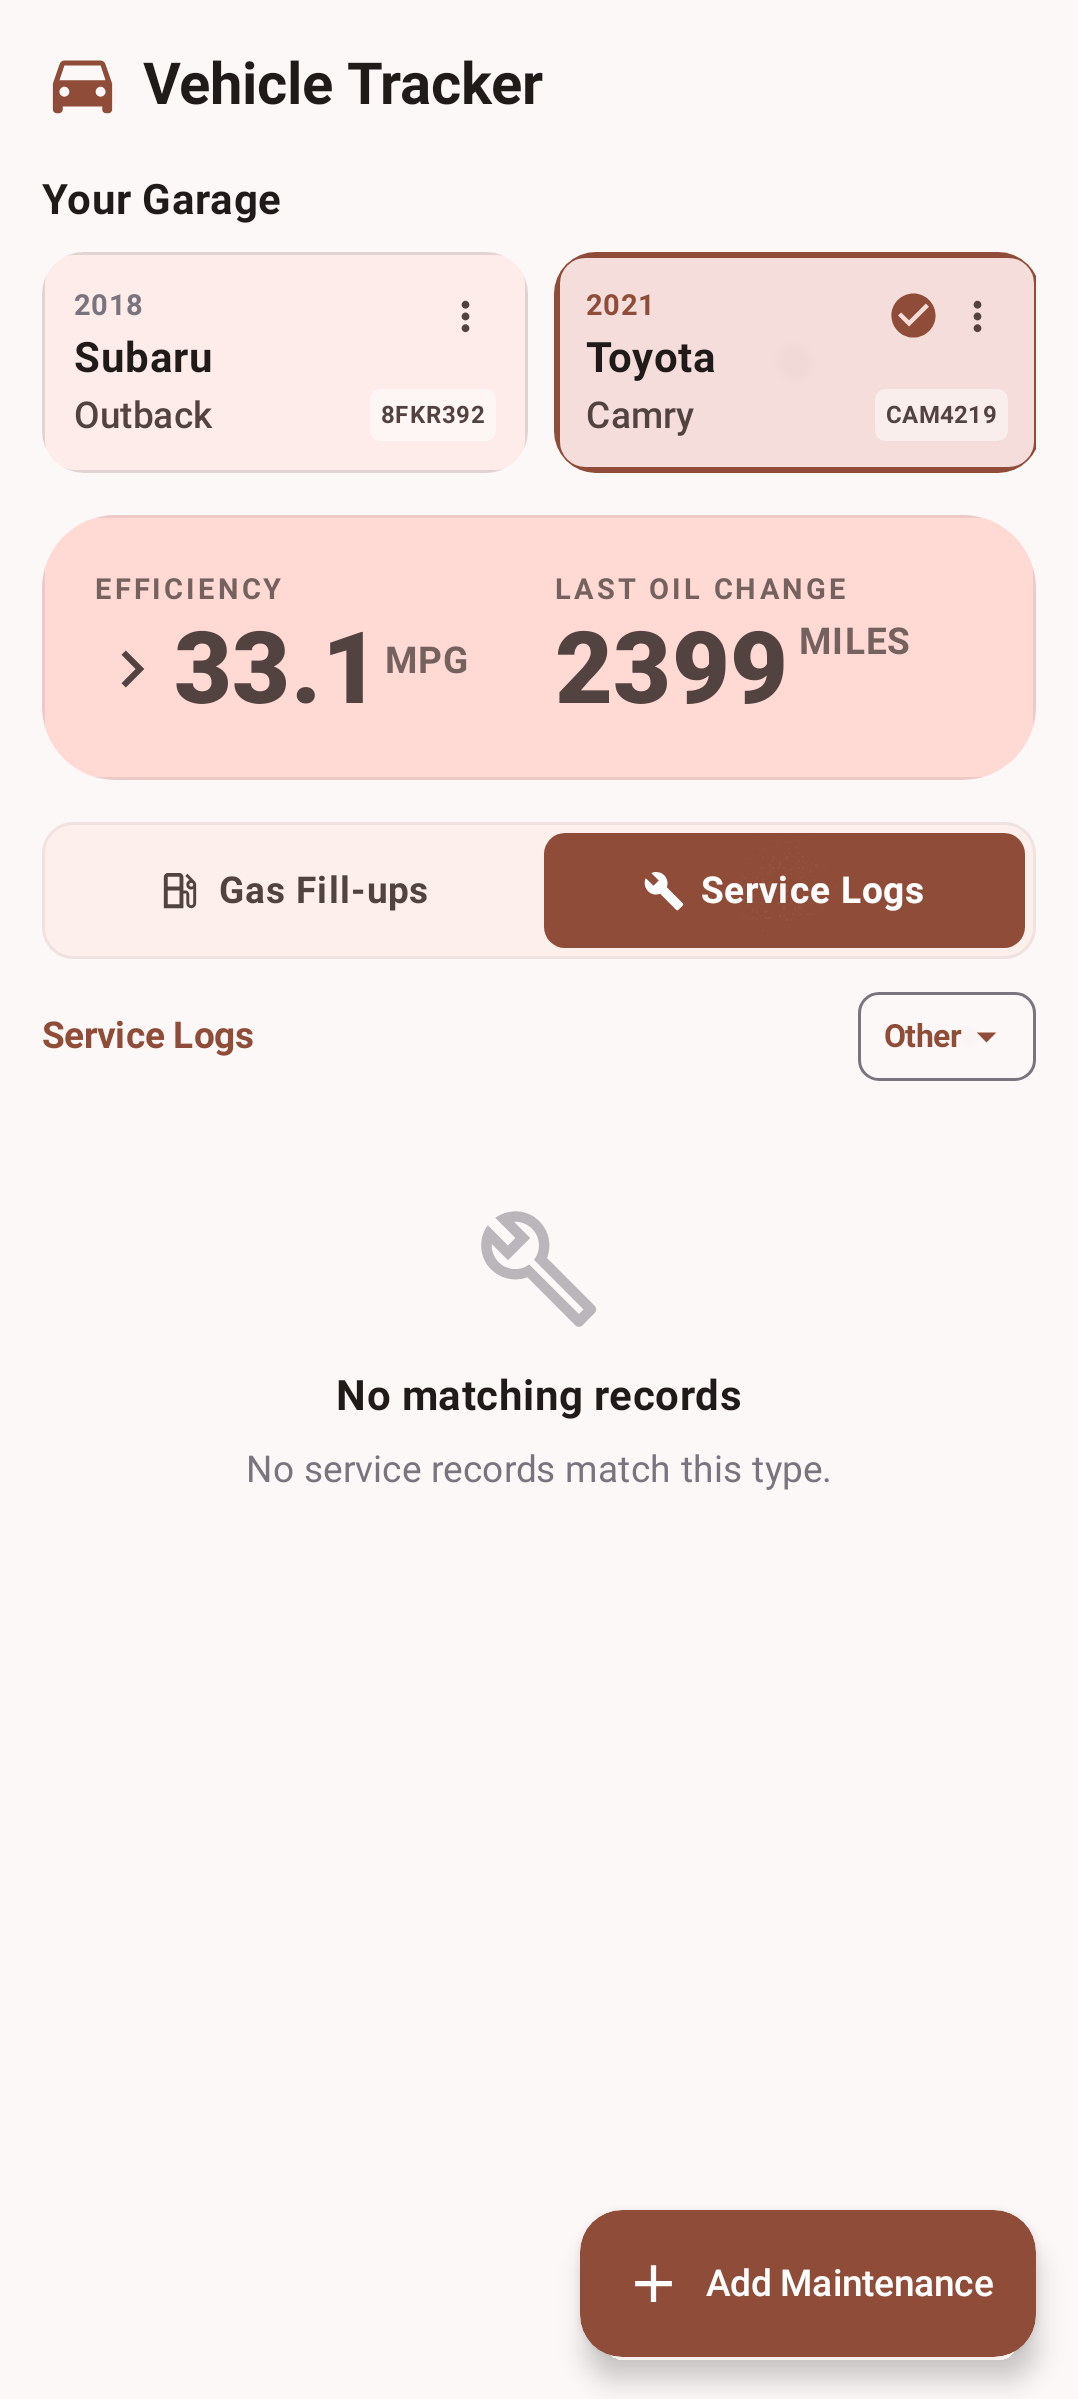 Vehicle Tracker
Your Garage
2018
Subaru
Outback
8FKR392
2021
Toyota
Camry
CAM4219
EFFICIENCY
33.1 MPG
LAST OIL CHANGE
2399 MILES
Gas Fill-ups
Service Logs
Service Logs
Other
No matching records
No service records match this type.
Add Maintenance